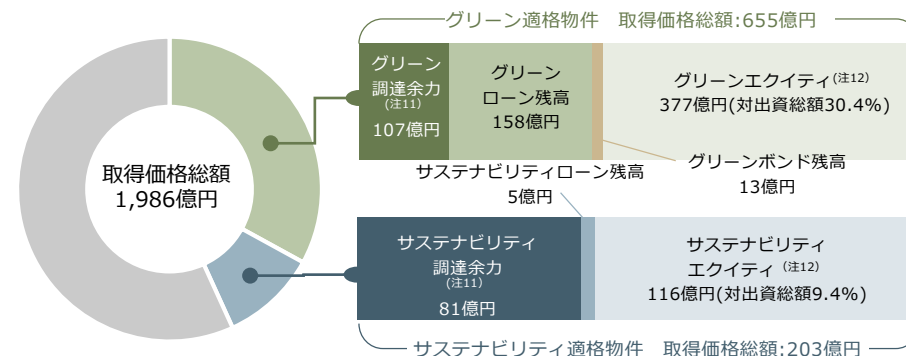 グリーン適格物件　取得価格総額:655億円
グリーン
調達余力
(注11)
107億円
グリーン
ローン残高
158億円
グリーンエクイティ(注12)
377億円(対出資総額30.4%)
グリーンボンド残高
13億円
取得価格総額
1,986億円
サステナビリティローン残高
5億円
サステナビリティ
調達余力
(注11)
81億円
サステナビリティ
エクイティ(注12)
116億円(対出資総額9.4%)
サステナビリティ適格物件　取得価格総額:203億円